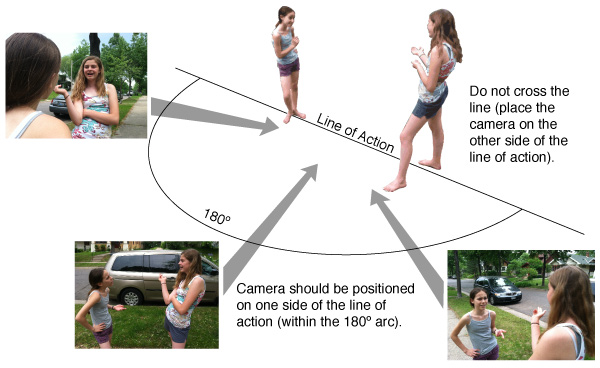 Do not cross the
line (place the
camera on the
other side of the
line of action).
Line of Action
180º
Camera should be positioned
on one side of the line of
action (within the 180º arc).